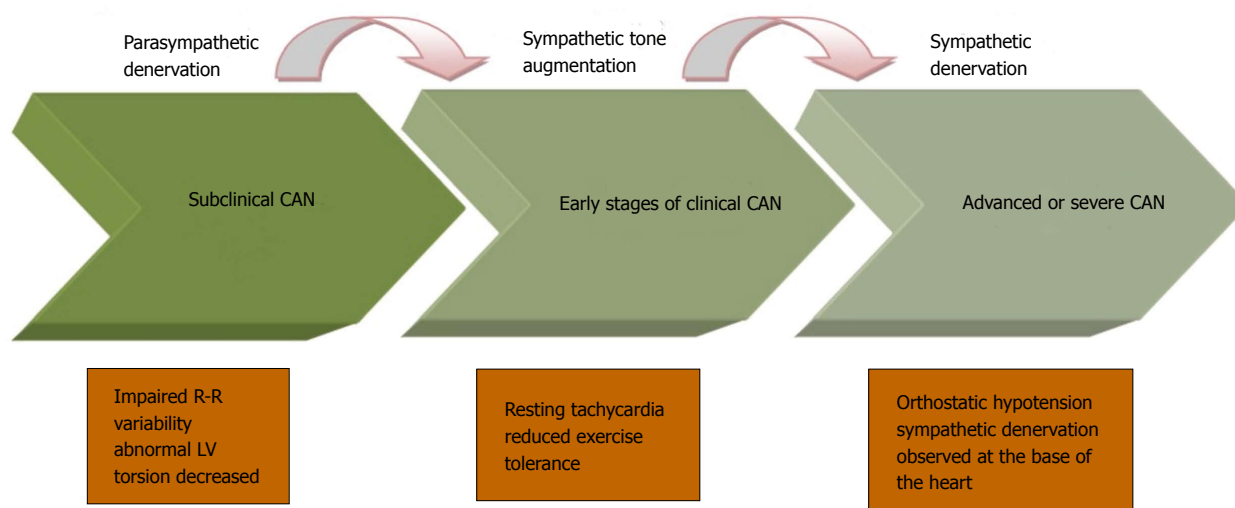 Parasympathetic
denervation
Sympathetic tone
augmentation
Sympathetic
denervation
Subclinical CAN
Early stages of clinical CAN
Advanced or severe CAN
Impaired R-R
variability
abnormal LV
torsion decreased
Resting tachycardia
reduced exercise
tolerance
Orthostatic hypotension
sympathetic denervation
observed at the base of
the heart